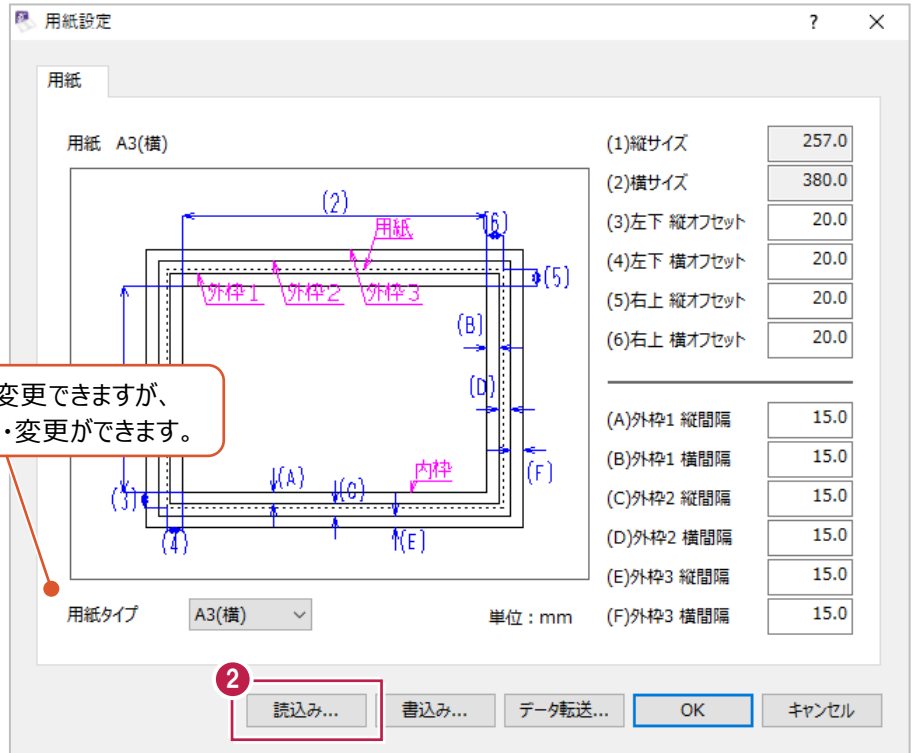 用紙設定
?
×
用紙
用紙 A3(横)
(1)縦サイズ 257.0
(2)横サイズ 380.0
(3)左下 縦オフセット 20.0
(4)左下 横オフセット 20.0
(5)右上 縦オフセット 20.0
(6)右上 横オフセット 20.0
(2)
用紙
(6)
外枠1
外枠2
外枠3
(5)
(B)
(D)
(F)
内枠
(A)
(C)
(3)
(4)
(E)
変更できますが、
・変更ができます。
(A)外枠1 縦間隔 15.0
(B)外枠1 横間隔 15.0
(C)外枠2 縦間隔 15.0
(D)外枠2 横間隔 15.0
(E)外枠3 縦間隔 15.0
(F)外枠3 横間隔 15.0
用紙タイプ A3(横)
単位:mm
2
読込み...
書込み...
データ転送...
OK
キャンセル